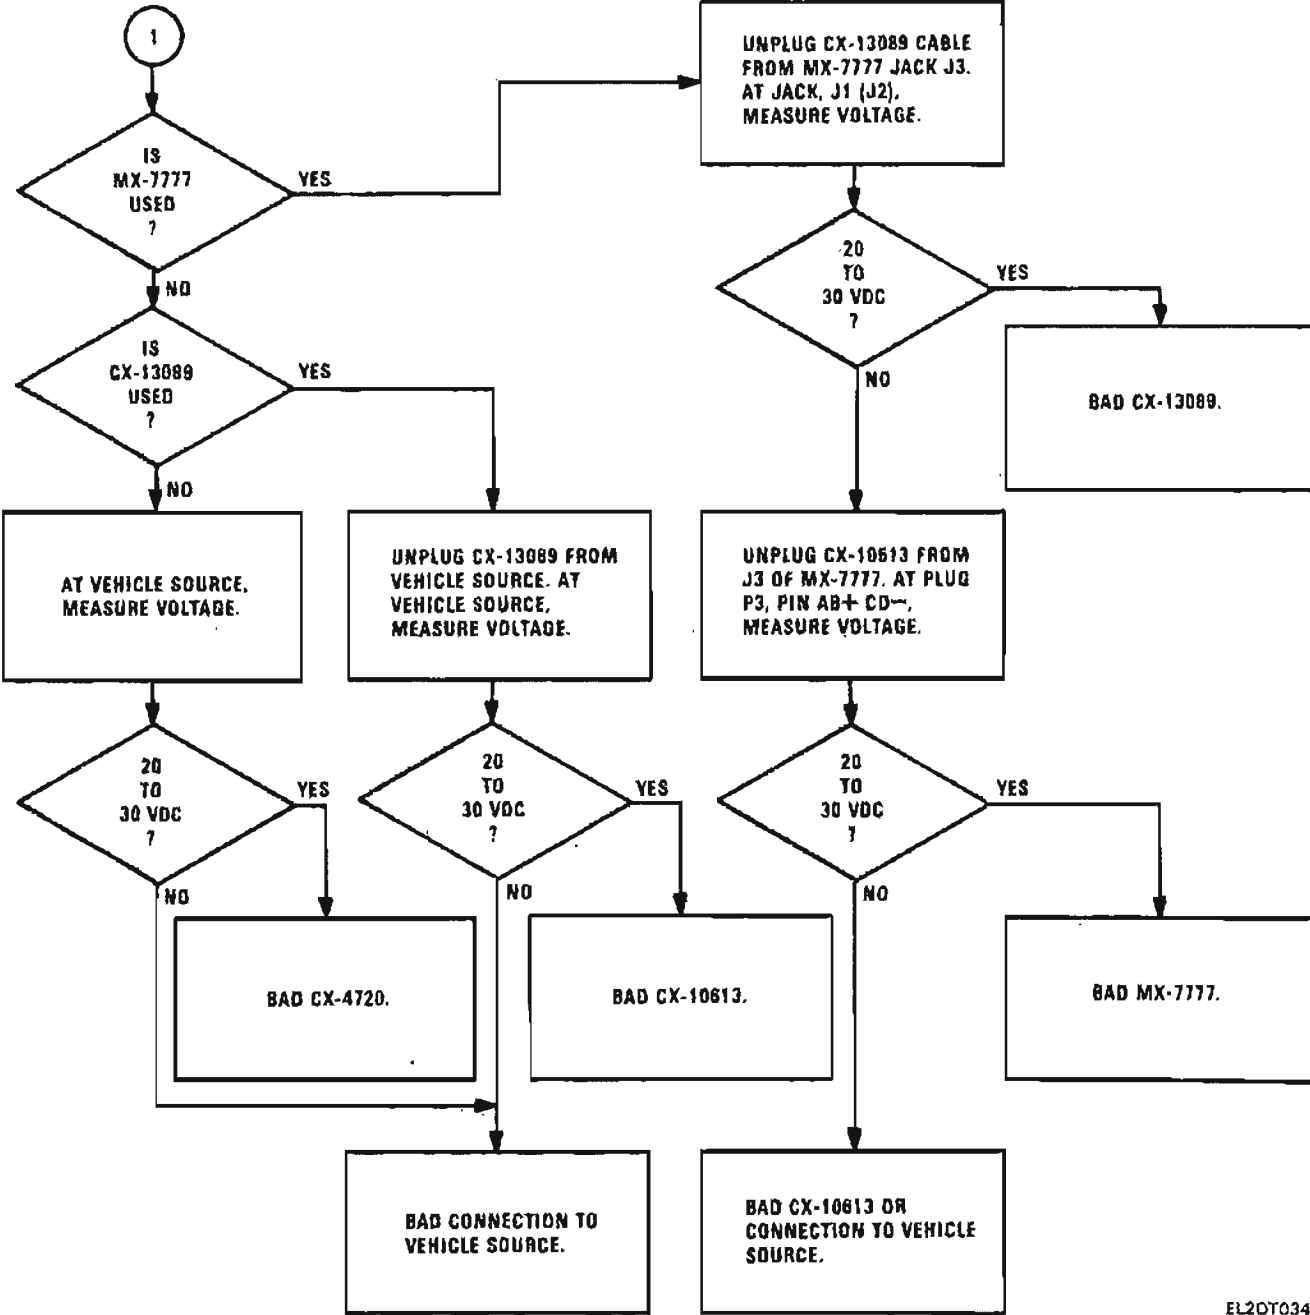 1
IS
MX-7777
USED
?
YES
NO
UNPLUG CX-13089 CABLE
FROM MX-7777 JACK J3.
AT JACK, J1 (J2),
MEASURE VOLTAGE.
20
TO
30 VDC
?
YES
NO
BAD CX-13089.
IS
CX-13089
USED
?
YES
NO
AT VEHICLE SOURCE,
MEASURE VOLTAGE.
UNPLUG CX-13089 FROM
VEHICLE SOURCE. AT
VEHICLE SOURCE,
MEASURE VOLTAGE.
UNPLUG CX-10613 FROM
J3 OF MX-7777. AT PLUG
P3, PIN AB+ CD−,
MEASURE VOLTAGE.
20
TO
30 VDC
?
YES
NO
20
TO
30 VDC
?
YES
NO
20
TO
30 VDC
?
YES
NO
BAD CX-4720.
BAD CX-10613.
BAD MX-7777.
BAD CONNECTION TO
VEHICLE SOURCE.
BAD CX-10613 OR
CONNECTION TO VEHICLE
SOURCE.
EL2DT034